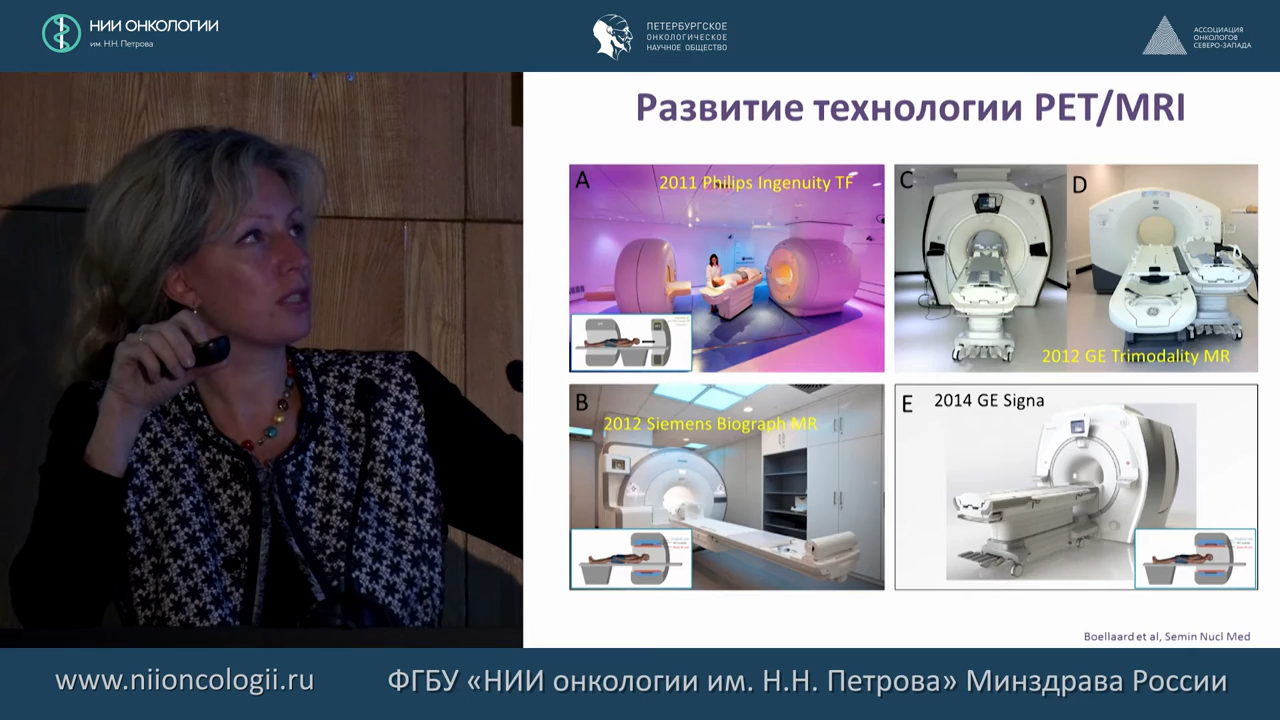 НИИ ОНКОЛОГИИ
им. Н.Н. Петрова
ПЕТЕРБУРГСКОЕ
ОНКОЛОГИЧЕСКОЕ
НАУЧНОЕ ОБЩЕСТВО
АССОЦИАЦИЯ
ОНКОЛОГОВ
СЕВЕРО-ЗАПАДА
Развитие технологии PET/MRI
A
2011 Philips Ingenuity TF
C
D
2012 GE Trimodality MR
B
2012 Siemens Biograph MR
E
2014 GE Signa
Boellaard et al, Semin Nucl Med
www.niioncologii.ru
ФГБУ «НИИ онкологии им. Н.Н. Петрова» Минздрава России